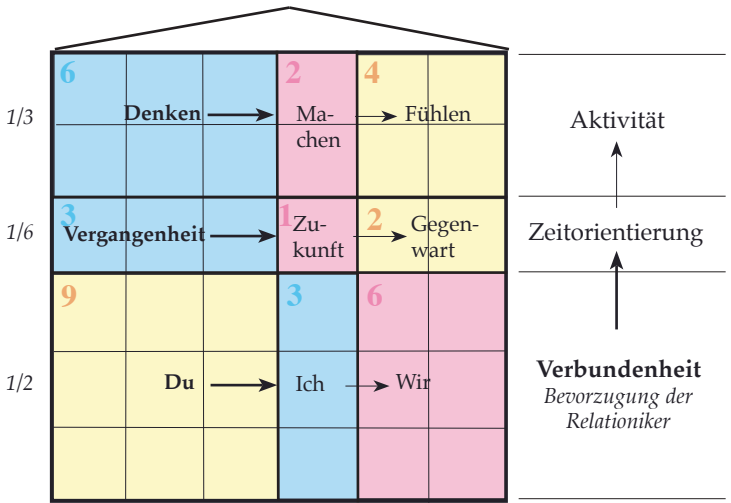 6 2 4
1/3 Denken Ma- Fühlen Aktivität
chen
3 1 2
1/6 Vergangenheit Zu- Gegen- Zeitorientierung
kunft wart
9 3 6
1/2 Du Ich Wir Verbundenheit
Bevorzugung der
Relationiker